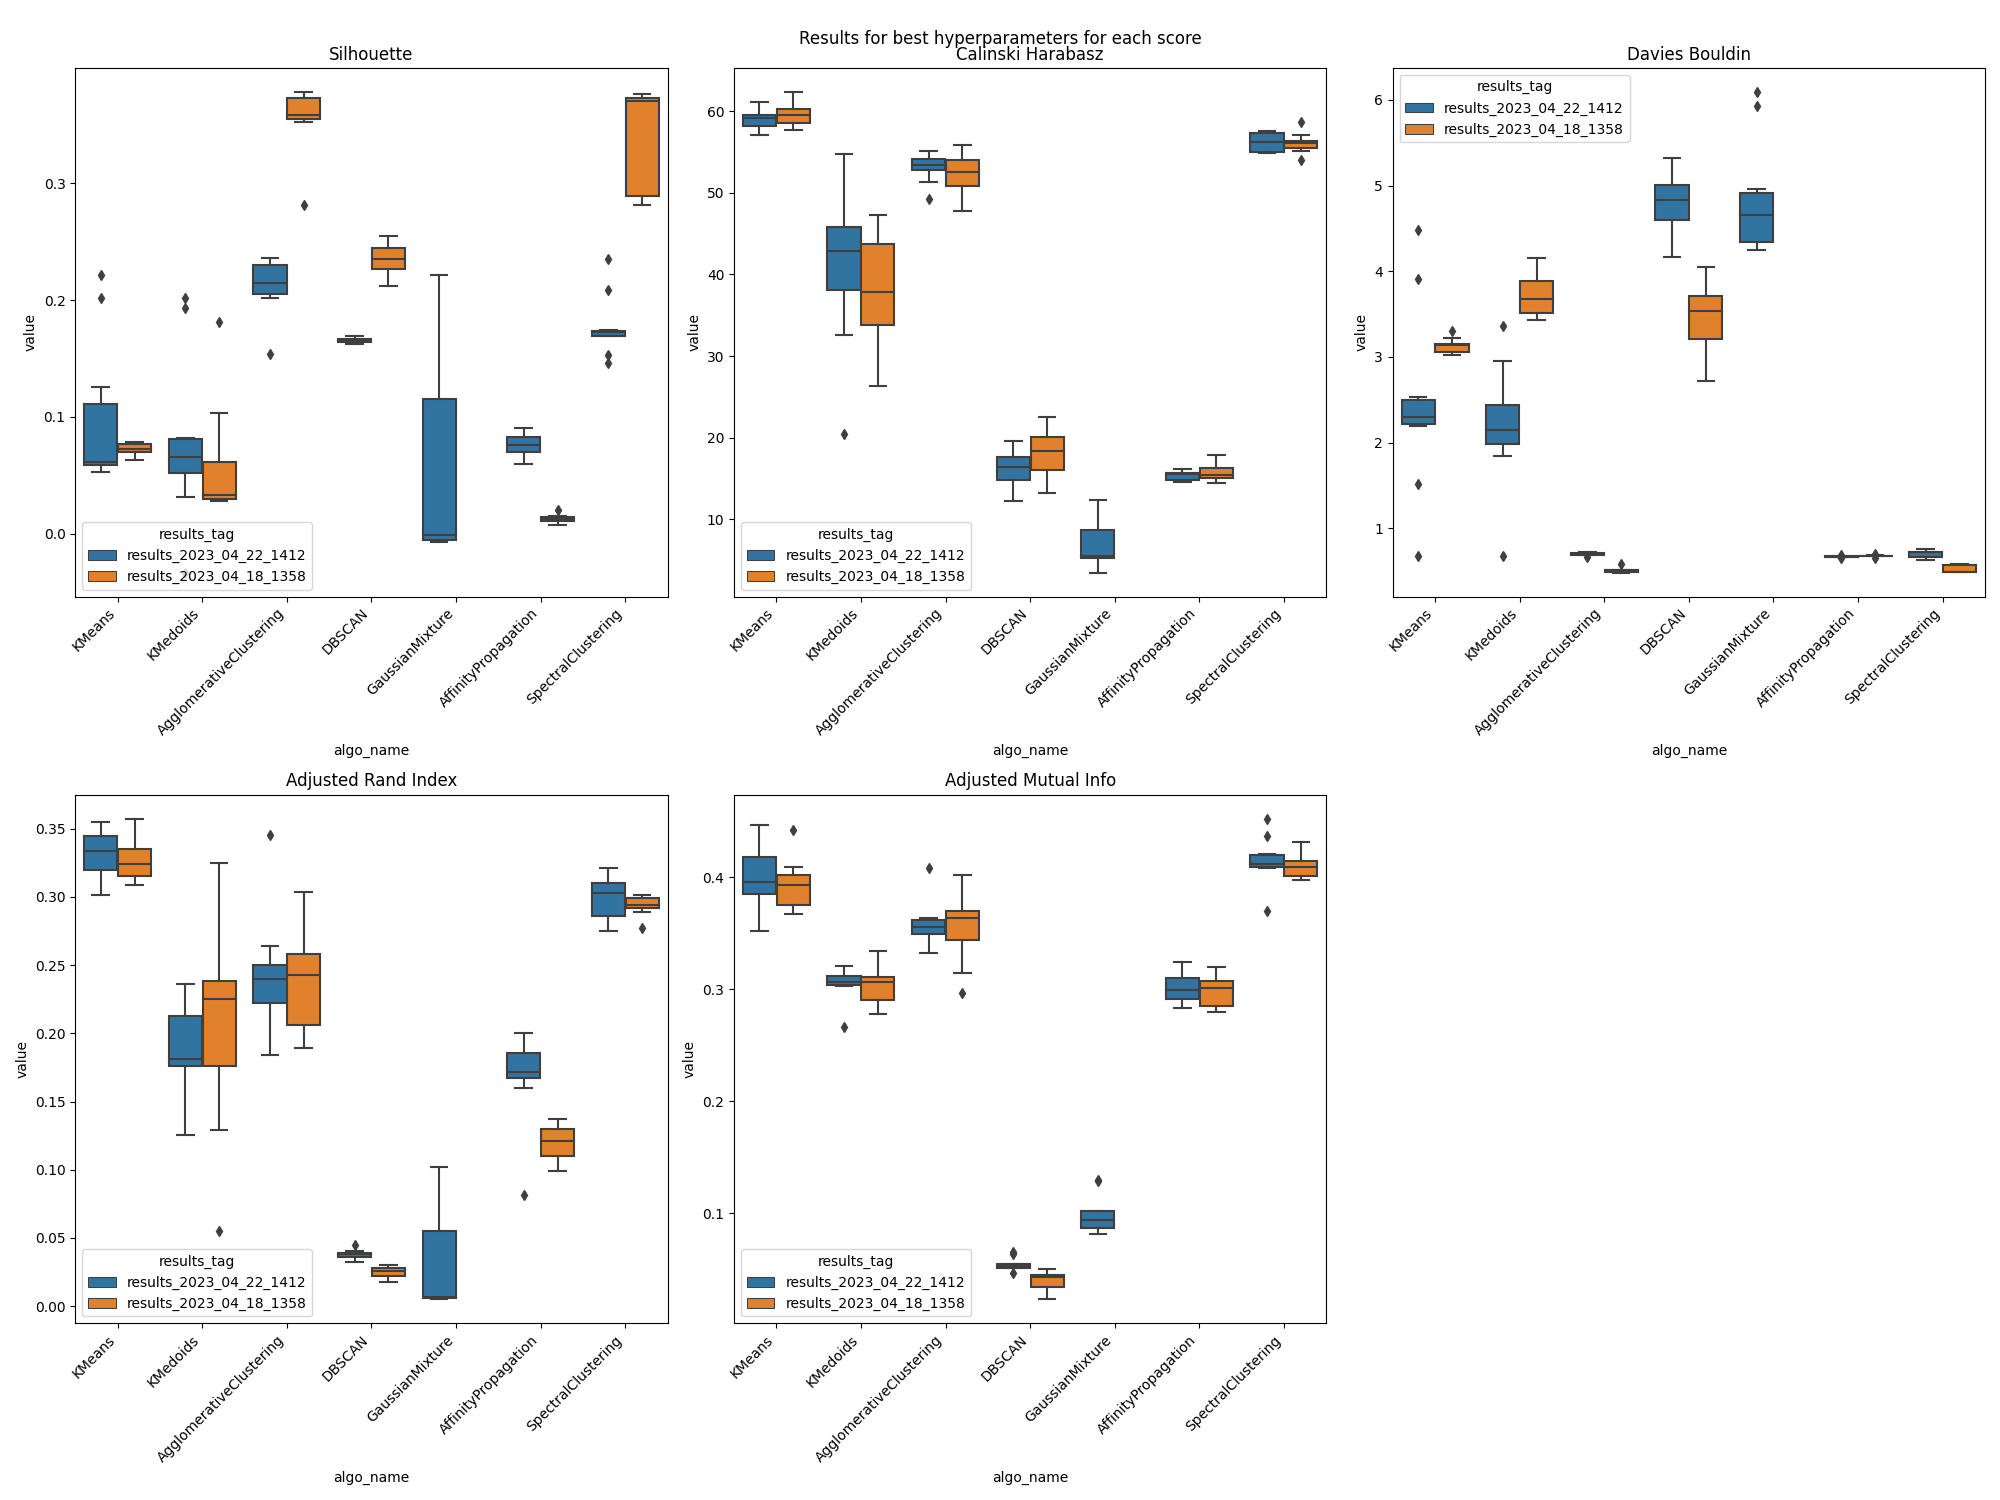 Results for best hyperparameters for each score
Silhouette
value
0.3
0.2
0.1
0.0
results_tag
results_2023_04_22_1412
results_2023_04_18_1358
KMeans
KMedoids
AgglomerativeClustering
DBSCAN
GaussianMixture
AffinityPropagation
SpectralClustering
algo_name
Calinski Harabasz
value
60
50
40
30
20
10
results_tag
results_2023_04_22_1412
results_2023_04_18_1358
KMeans
KMedoids
AgglomerativeClustering
DBSCAN
GaussianMixture
AffinityPropagation
SpectralClustering
algo_name
Davies Bouldin
value
6
5
4
3
2
1
results_tag
results_2023_04_22_1412
results_2023_04_18_1358
KMeans
KMedoids
AgglomerativeClustering
DBSCAN
GaussianMixture
AffinityPropagation
SpectralClustering
algo_name
Adjusted Rand Index
value
0.35
0.30
0.25
0.20
0.15
0.10
0.05
0.00
results_tag
results_2023_04_22_1412
results_2023_04_18_1358
KMeans
KMedoids
AgglomerativeClustering
DBSCAN
GaussianMixture
AffinityPropagation
SpectralClustering
algo_name
Adjusted Mutual Info
value
0.4
0.3
0.2
0.1
results_tag
results_2023_04_22_1412
results_2023_04_18_1358
KMeans
KMedoids
AgglomerativeClustering
DBSCAN
GaussianMixture
AffinityPropagation
SpectralClustering
algo_name